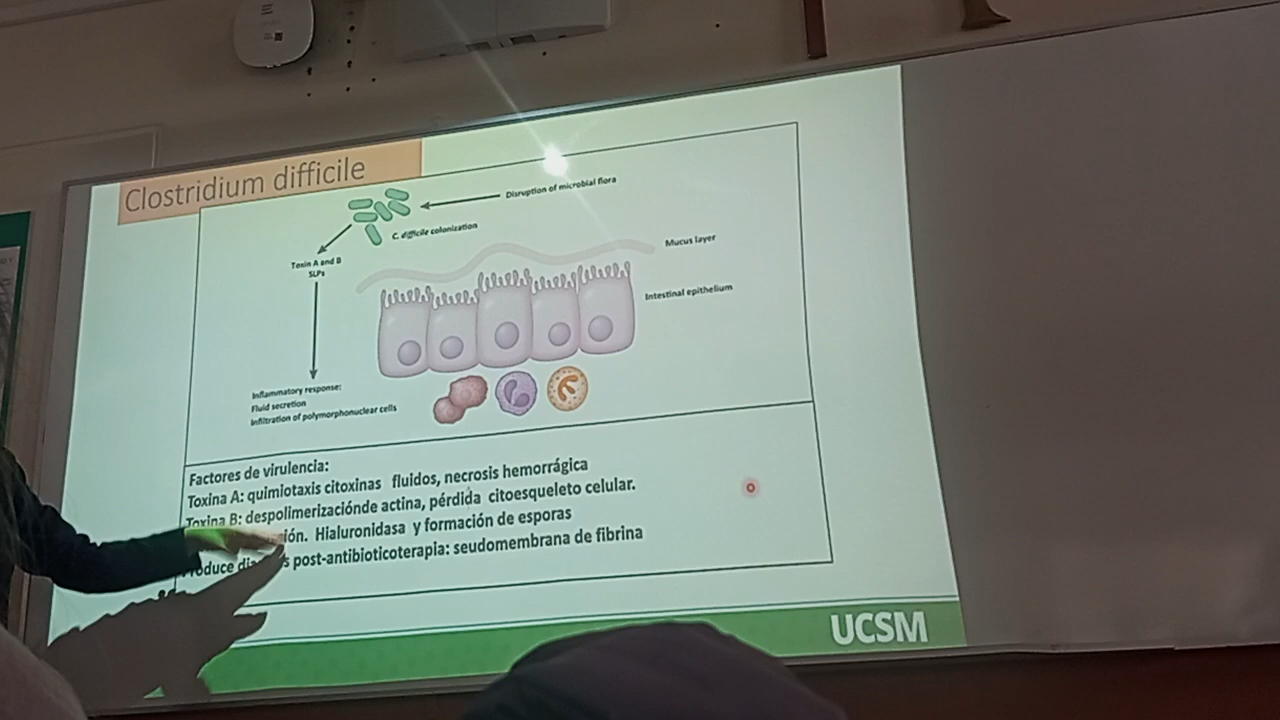 Clostridium difficile
Disruption of microbial flora
C. difficile colonization
Toxin A and B
SLPs
Mucus layer
Intestinal epithelium
Inflammatory response:
Fluid secretion
Infiltration of polymorphonuclear cells
Factores de virulencia:
Toxina A: quimiotaxis citoxinas fluidos, necrosis hemorrágica
Toxina B: despolimerizaciónde actina, pérdida citoesqueleto celular.
Hialuronidasa y formación de esporas
post-antibioticoterapia: seudomembrana de fibrina
UCSM